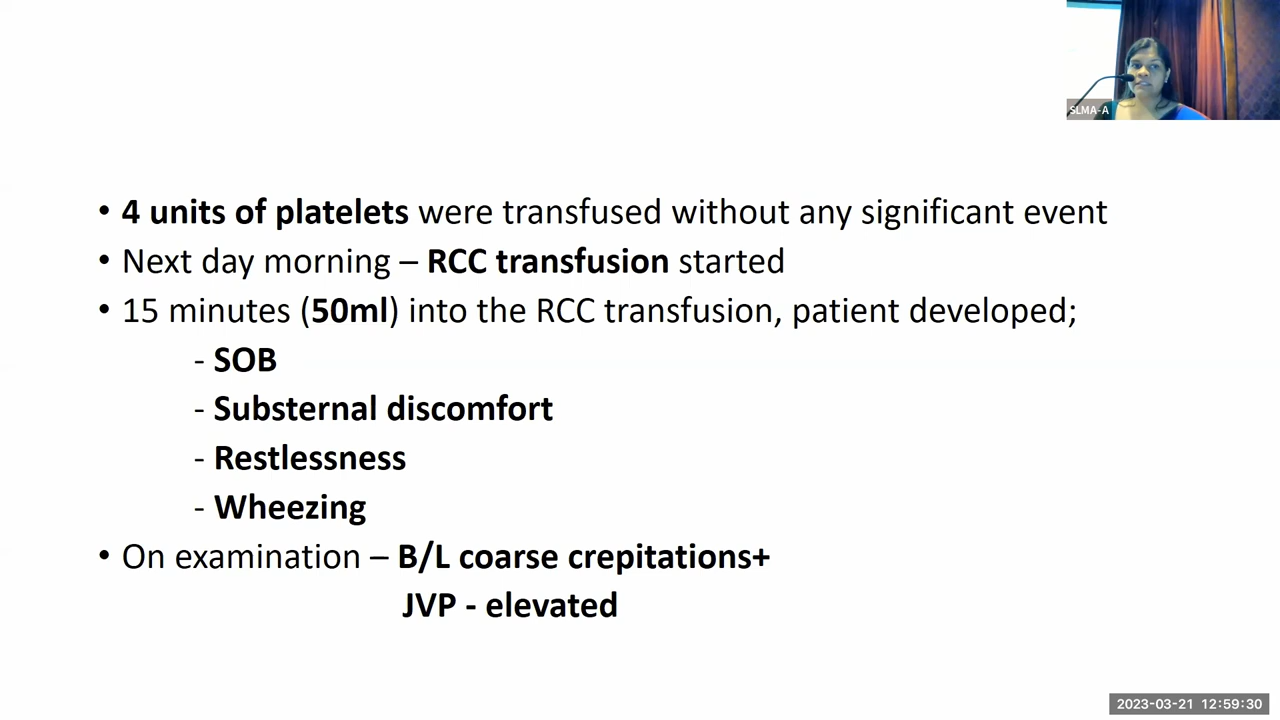 SLMA-A
• 4 units of platelets were transfused without any significant event
• Next day morning – RCC transfusion started
• 15 minutes (50ml) into the RCC transfusion, patient developed;
- SOB
- Substernal discomfort
- Restlessness
- Wheezing
• On examination – B/L coarse crepitations+
JVP - elevated
2023-03-21 12:59:30